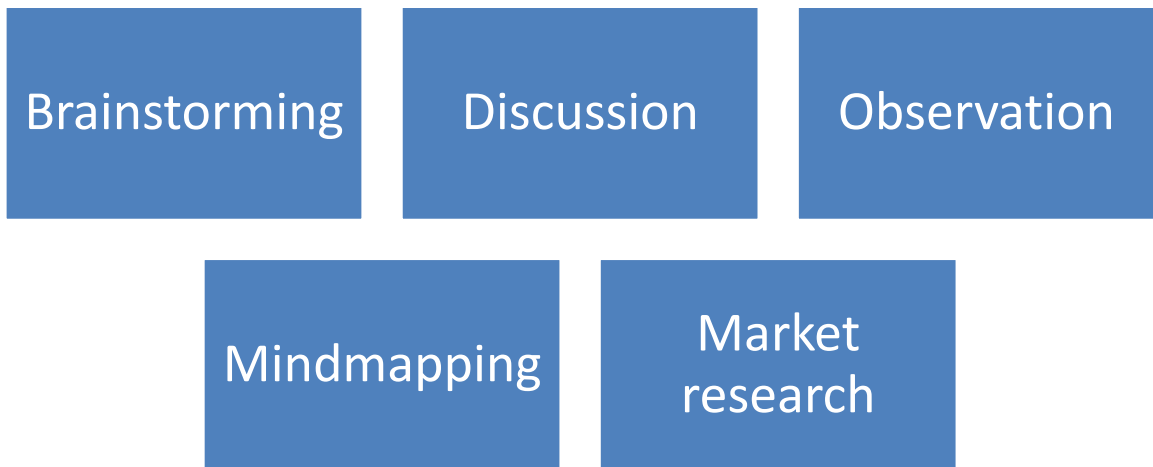 Brainstorming
Discussion
Observation
Mindmapping
Market
research